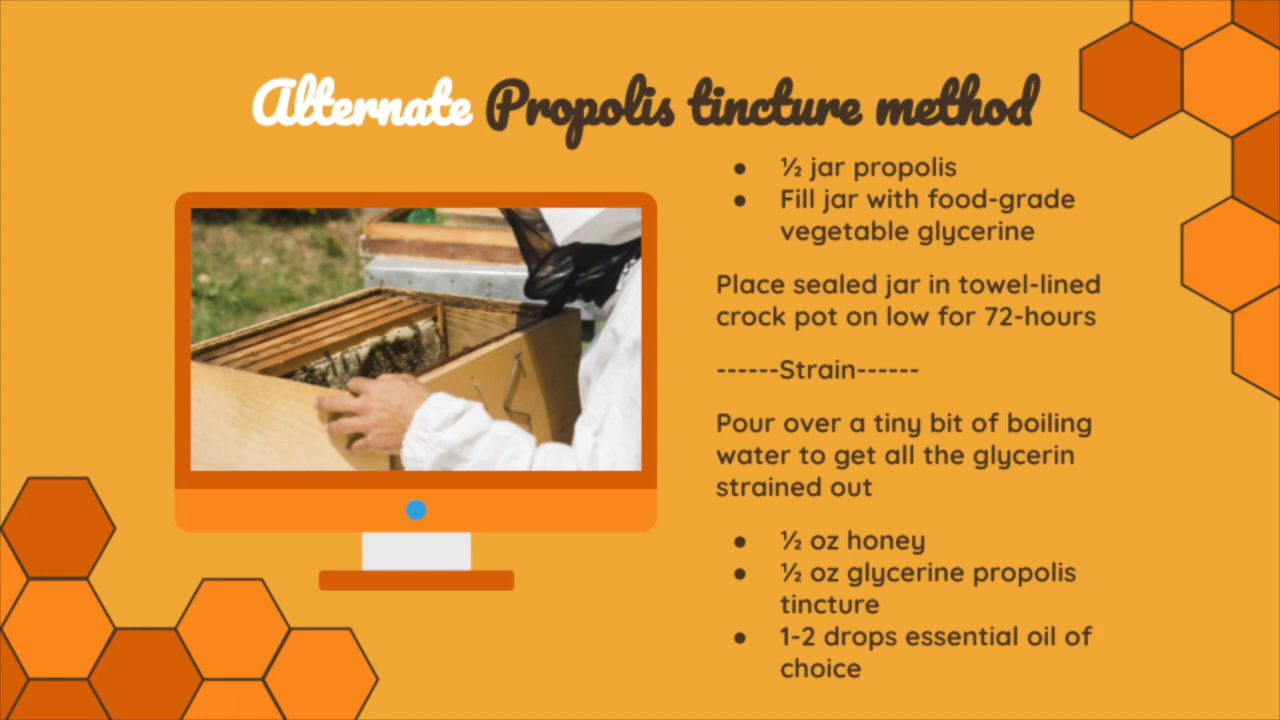 Alternate Propolis tincture method
● ½ jar propolis
● Fill jar with food-grade
vegetable glycerine
Place sealed jar in towel-lined
crock pot on low for 72-hours
------Strain------
Pour over a tiny bit of boiling
water to get all the glycerin
strained out
● ½ oz honey
● ½ oz glycerine propolis
tincture
● 1-2 drops essential oil of
choice